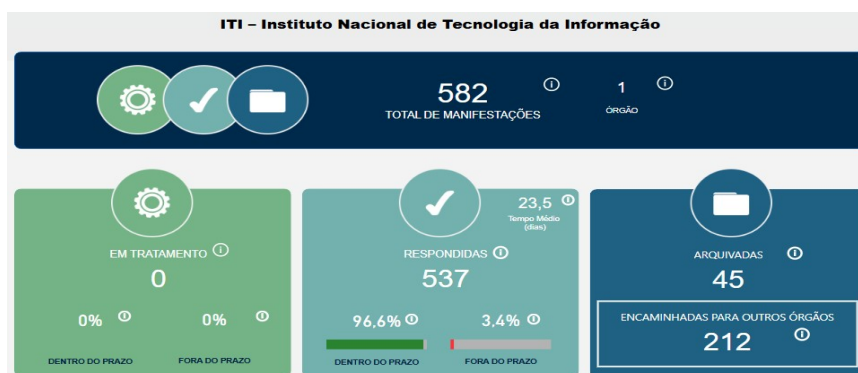 ITI – Instituto Nacional de Tecnologia da Informação
582
TOTAL DE MANIFESTAÇÕES
1
ÓRGÃO
EM TRATAMENTO
0
0%
0%
DENTRO DO PRAZO
FORA DO PRAZO
23,5
Tempo Médio
(dias)
RESPONDIDAS
537
96,6%
3,4%
DENTRO DO PRAZO
FORA DO PRAZO
ARQUIVADAS
45
ENCAMINHADAS PARA OUTROS ÓRGÃOS
212